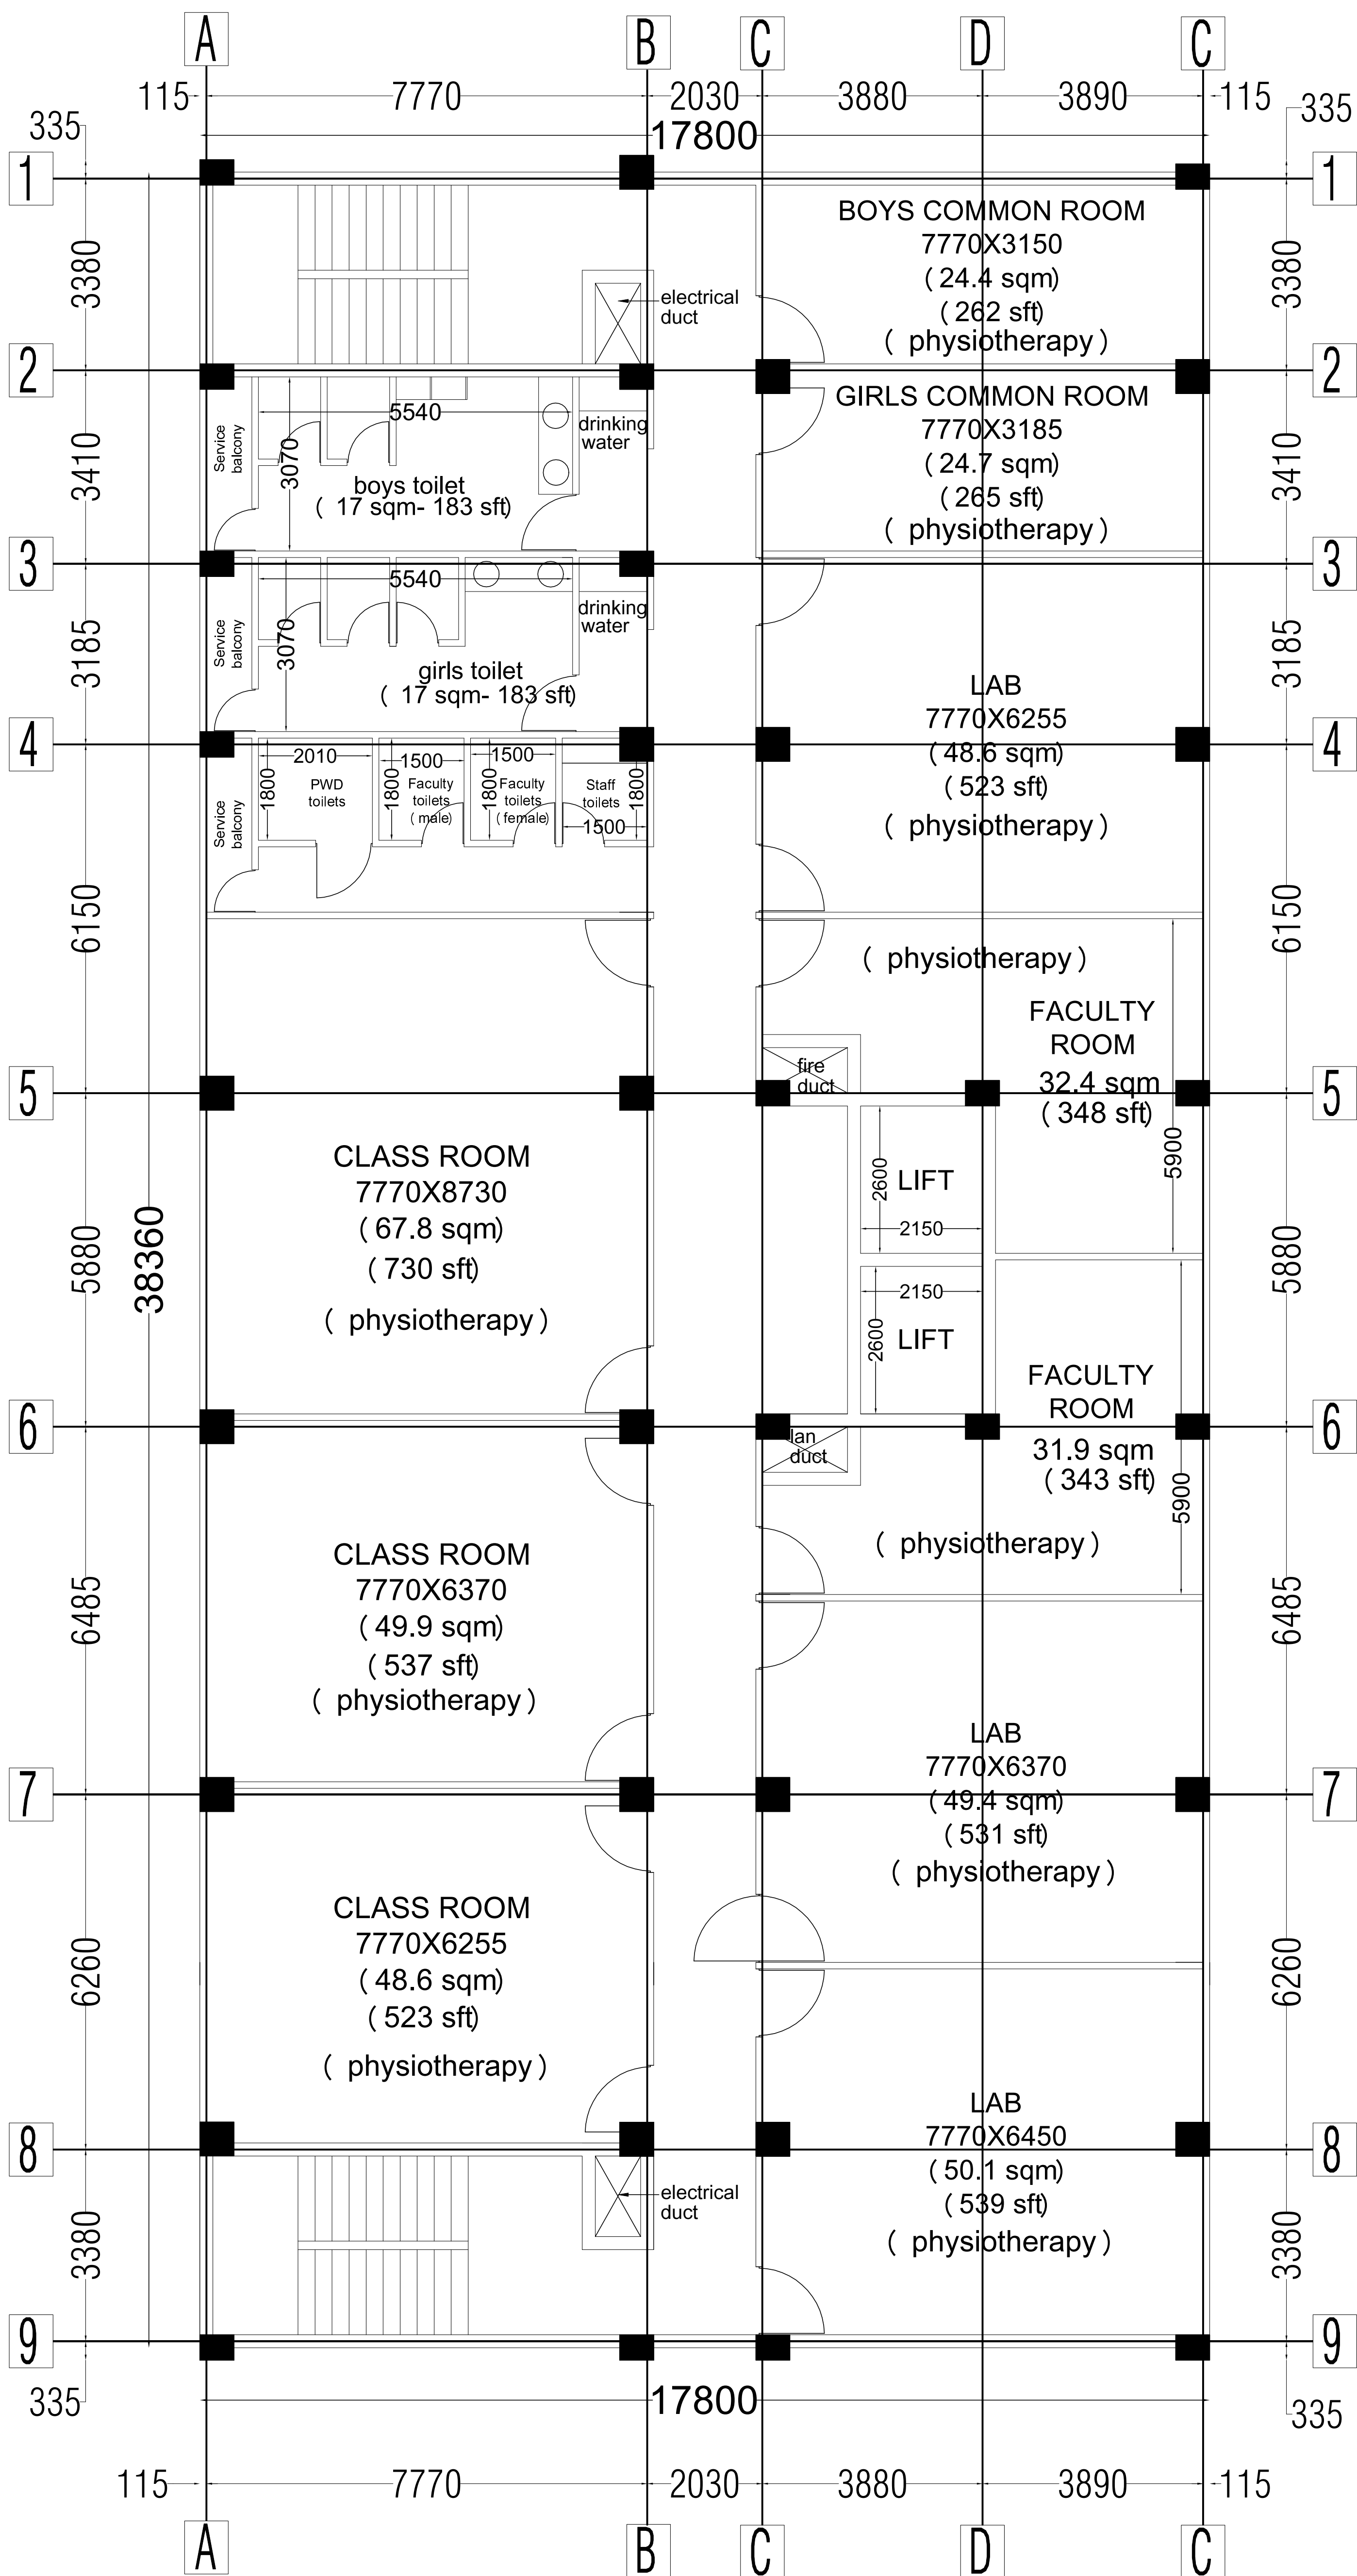 A B C D C
115 7770 2030 3880 3890 115
335 17800 335
1 1
3380 3380
BOYS COMMON ROOM
7770X3150
( 24.4 sqm)
( 262 sft)
( physiotherapy )
electrical
duct
2 2
3410 3410
GIRLS COMMON ROOM
7770X3185
( 24.7 sqm)
( 265 sft)
( physiotherapy )
Service
balcony
5540
3070
drinking
water
boys toilet
( 17 sqm- 183 sft)
3 3
3185 3185
Service
balcony
5540
3070
drinking
water
girls toilet
( 17 sqm- 183 sft)
LAB
7770X6255
( 48.6 sqm)
( 523 sft)
( physiotherapy )
4 4
6150 6150
Service
balcony
2010
1800
PWD
toilets
1500
1800
Faculty
toilets
( male)
1500
1800
Faculty
toilets
( female)
Staff
toilets
1800
1500
( physiotherapy )
FACULTY
ROOM
32.4 sqm
( 348 sft)
5900
fire
duct
5 5
5880 5880
38360
CLASS ROOM
7770X8730
( 67.8 sqm)
( 730 sft)
( physiotherapy )
2600
LIFT
2150
2150
2600
LIFT
FACULTY
ROOM
31.9 sqm
( 343 sft)
5900
( physiotherapy )
6 6
lan
duct
6485 6485
CLASS ROOM
7770X6370
( 49.9 sqm)
( 537 sft)
( physiotherapy )
LAB
7770X6370
( 49.4 sqm)
( 531 sft)
( physiotherapy )
7 7
6260 6260
CLASS ROOM
7770X6255
( 48.6 sqm)
( 523 sft)
( physiotherapy )
LAB
7770X6450
( 50.1 sqm)
( 539 sft)
( physiotherapy )
8 8
3380 3380
electrical
duct
9 9
335 17800 335
115 7770 2030 3880 3890 115
A B C D C